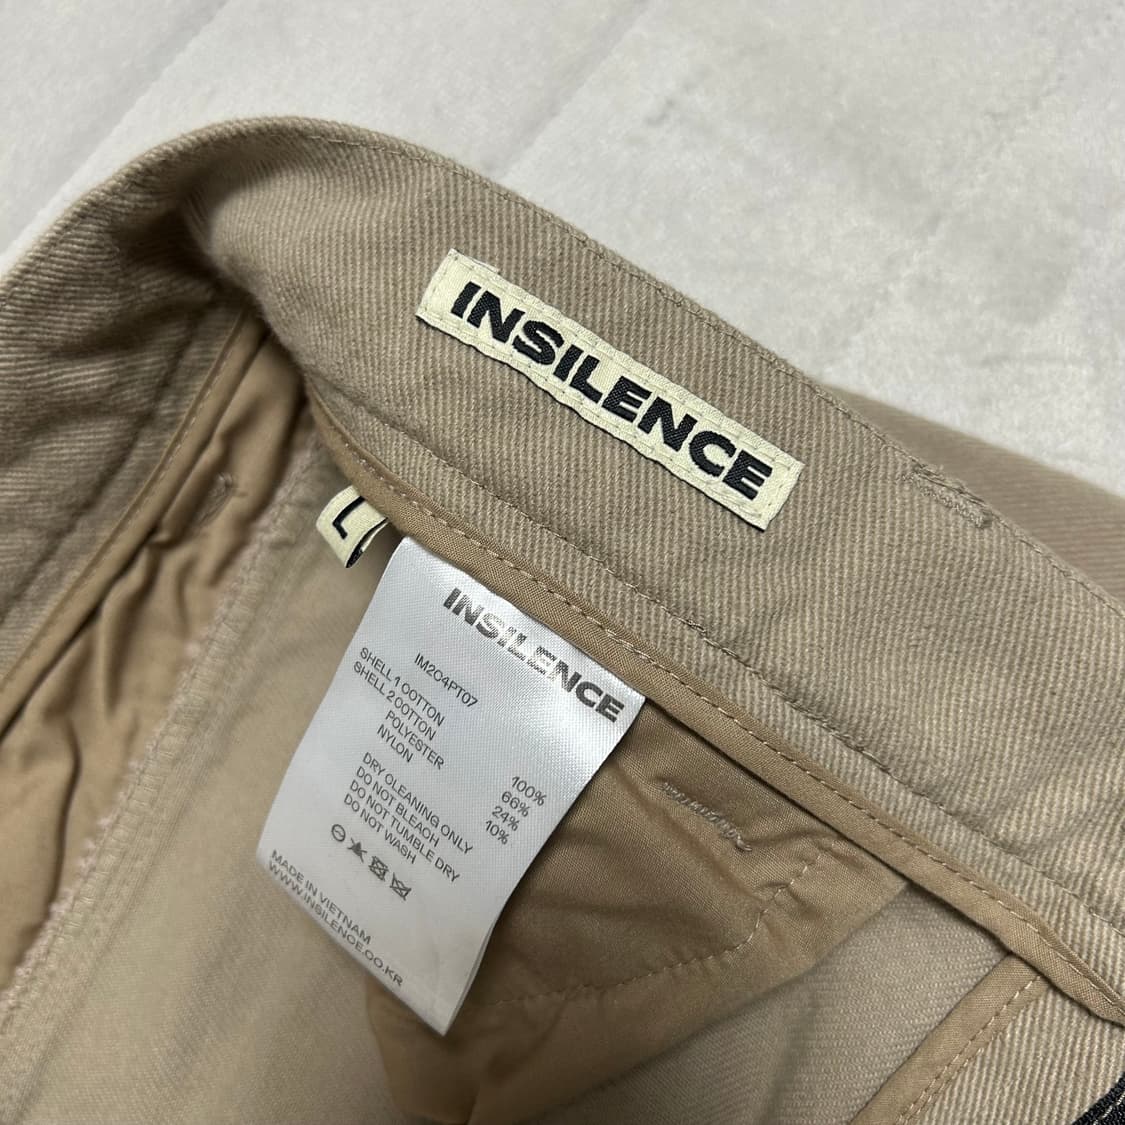 INSILENCE
L
INSILENCE
IM204PT07
SHELL 1 COTTON 100%
SHELL 2 COTTON 66%
POLYESTER 24%
NYLON 10%
DRY CLEANING ONLY
DO NOT BLEACH
DO NOT TUMBLE DRY
DO NOT WASH
MADE IN VIETNAM
WWW.INSILENCE.CO.KR